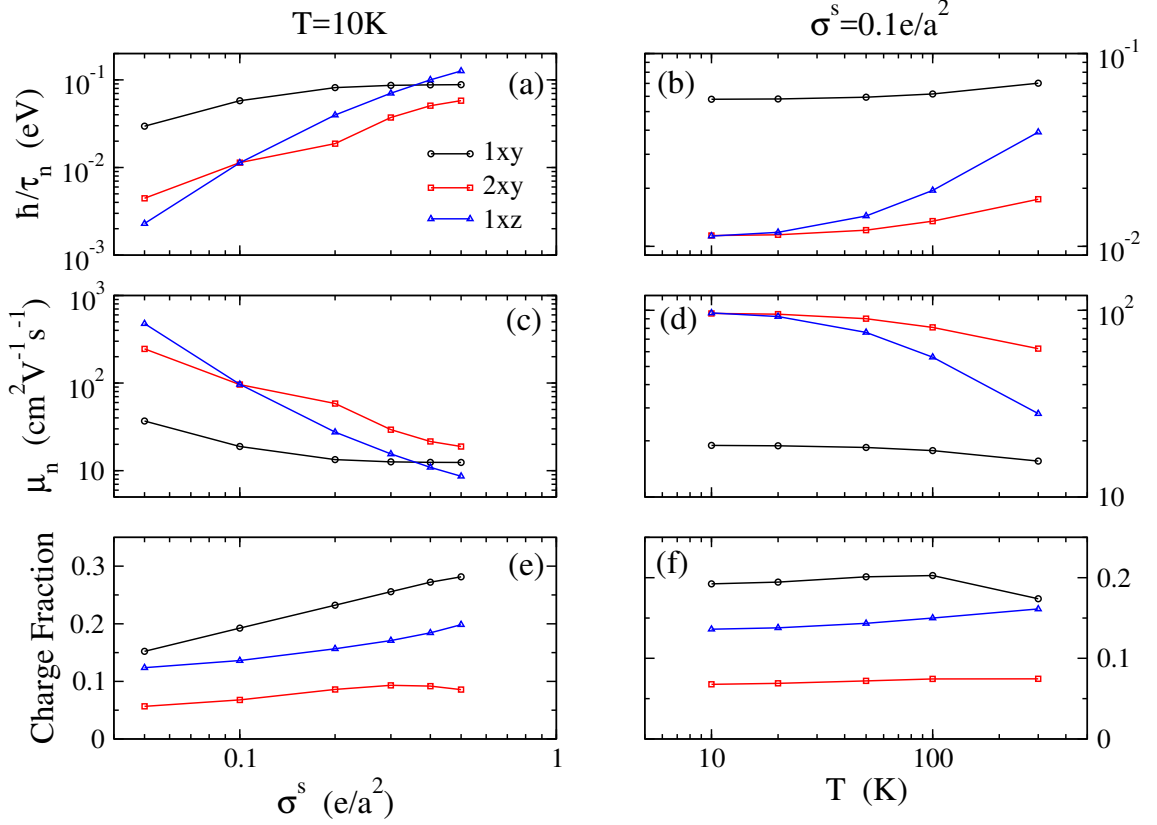 T=10K
σ^s=0.1e/a^2
ħ/τ_n (eV)
10^-1
10^-2
10^-3
(a)
1xy
2xy
1xz
(b)
10^-1
10^-2
μ_n (cm^2V^-1s^-1)
10^3
10^2
10
(c)
(d)
10^2
10
Charge Fraction
0.3
0.2
0.1
0
(e)
0.1
1
σ^s (e/a^2)
(f)
0.2
0.1
0
10
100
T (K)